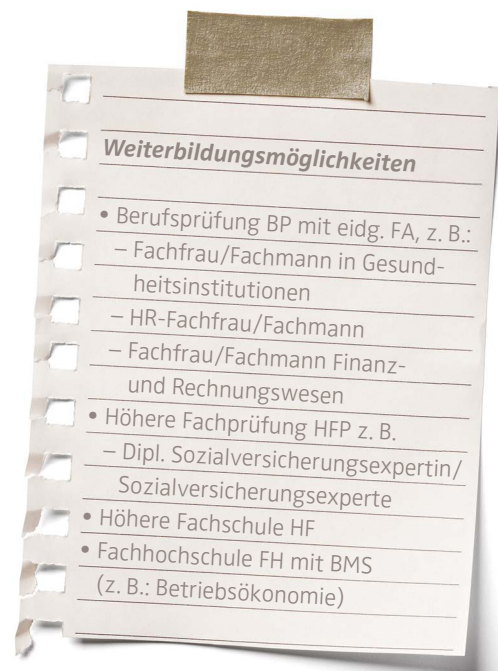 Weiterbildungsmöglichkeiten
• Berufsprüfung BP mit eidg. FA, z. B.:
– Fachfrau/Fachmann in Gesund-
heitsinstitutionen
– HR-Fachfrau/Fachmann
– Fachfrau/Fachmann Finanz-
und Rechnungswesen
• Höhere Fachprüfung HFP z. B.
– Dipl. Sozialversicherungsexpertin/
Sozialversicherungsexperte
• Höhere Fachschule HF
• Fachhochschule FH mit BMS
(z. B.: Betriebsökonomie)